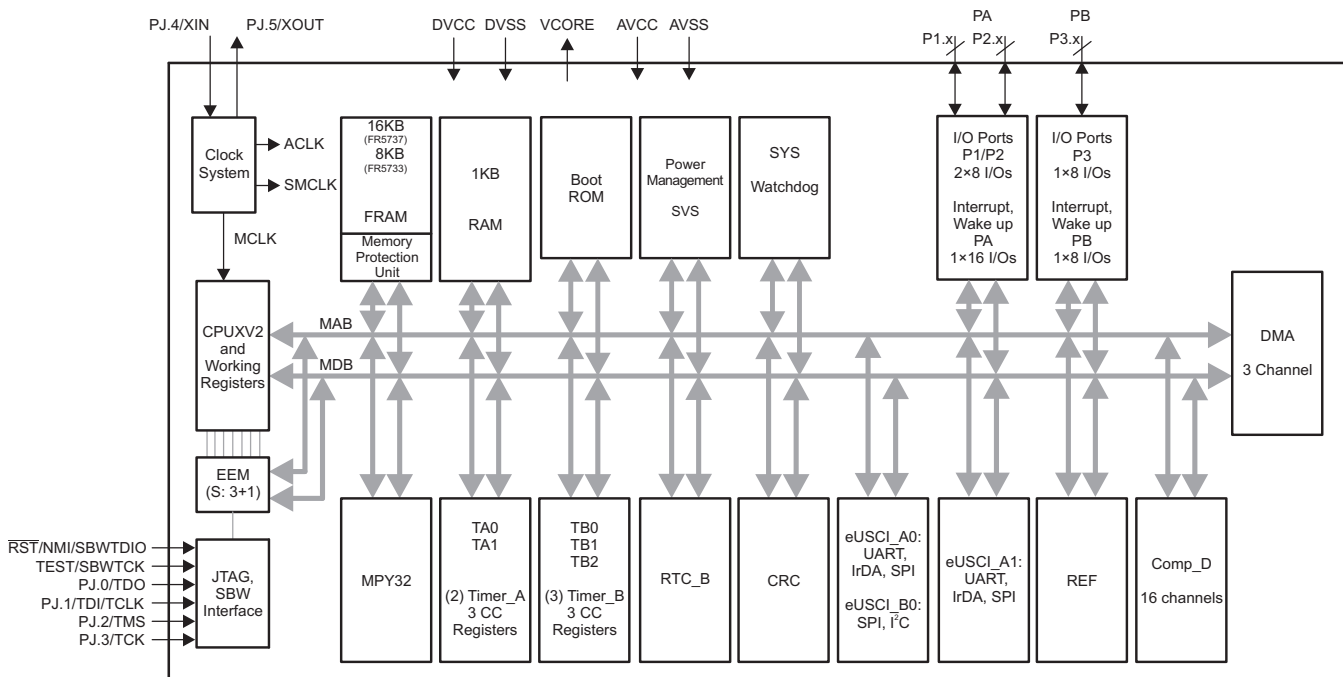 PJ.4/XIN
PJ.5/XOUT
DVCC
DVSS
VCORE
AVCC
AVSS
PA
P1.x
P2.x
PB
P3.x
Clock
System
ACLK
SMCLK
MCLK
16KB
(FR5737)
8KB
(FR5733)
FRAM
Memory
Protection
Unit
1KB
RAM
Boot
ROM
Power
Management
SVS
SYS
Watchdog
I/O Ports
P1/P2
2×8 I/Os
Interrupt,
Wake up
PA
1×16 I/Os
I/O Ports
P3
1×8 I/Os
Interrupt,
Wake up
PB
1×8 I/Os
CPUXV2
and
Working
Registers
MAB
MDB
DMA
3 Channel
EEM
(S: 3+1)
RST/NMI/SBWTDIO
TEST/SBWTCK
PJ.0/TDO
PJ.1/TDI/TCLK
PJ.2/TMS
PJ.3/TCK
JTAG,
SBW
Interface
MPY32
TA0
TA1
(2) Timer_A
3 CC
Registers
TB0
TB1
TB2
(3) Timer_B
3 CC
Registers
RTC_B
CRC
eUSCI_A0:
UART,
IrDA, SPI
eUSCI_B0:
SPI, I²C
eUSCI_A1:
UART,
IrDA, SPI
REF
Comp_D
16 channels